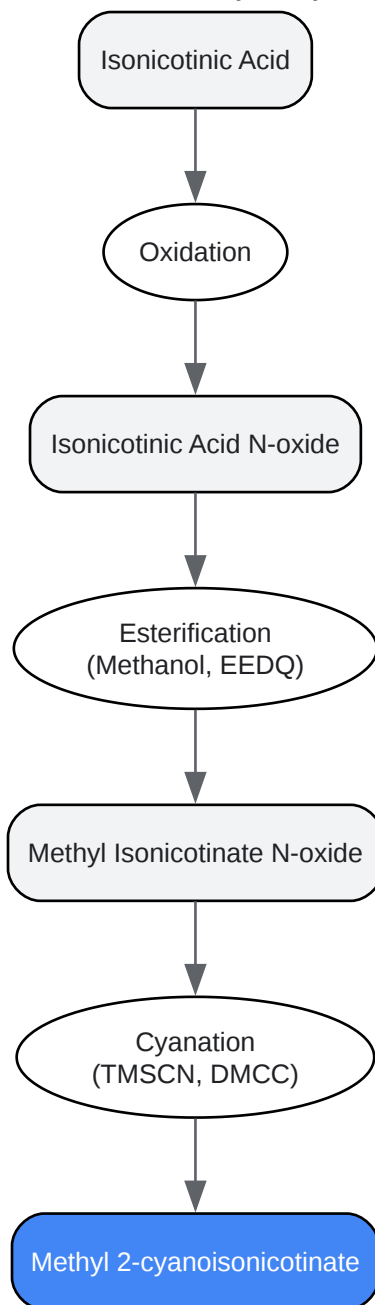 Isonicotinic Acid
Oxidation
Isonicotinic Acid N-oxide
Esterification
(Methanol, EEDQ)
Methyl Isonicotinate N-oxide
Cyanation
(TMSCN, DMCC)
Methyl 2-cyanoisonicotinate